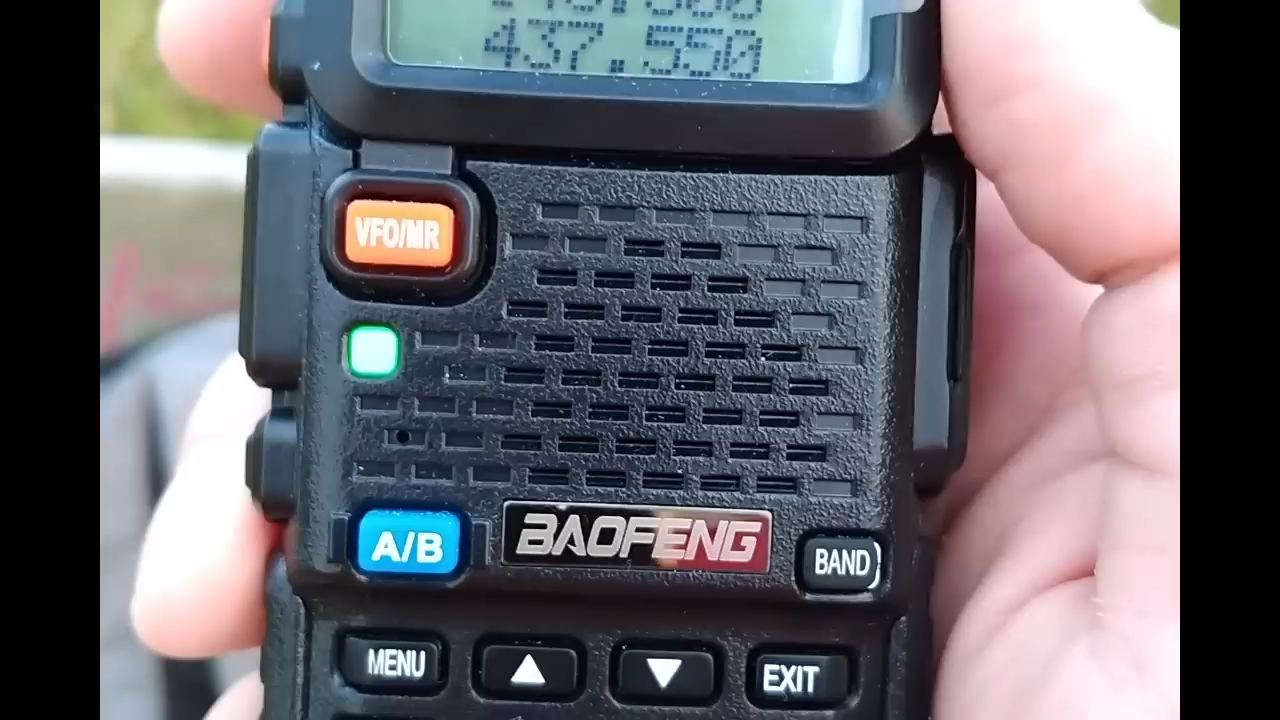 437.550
VFO/MR
A/B
BAOFENG
BAND
MENU
▲
▼
EXIT